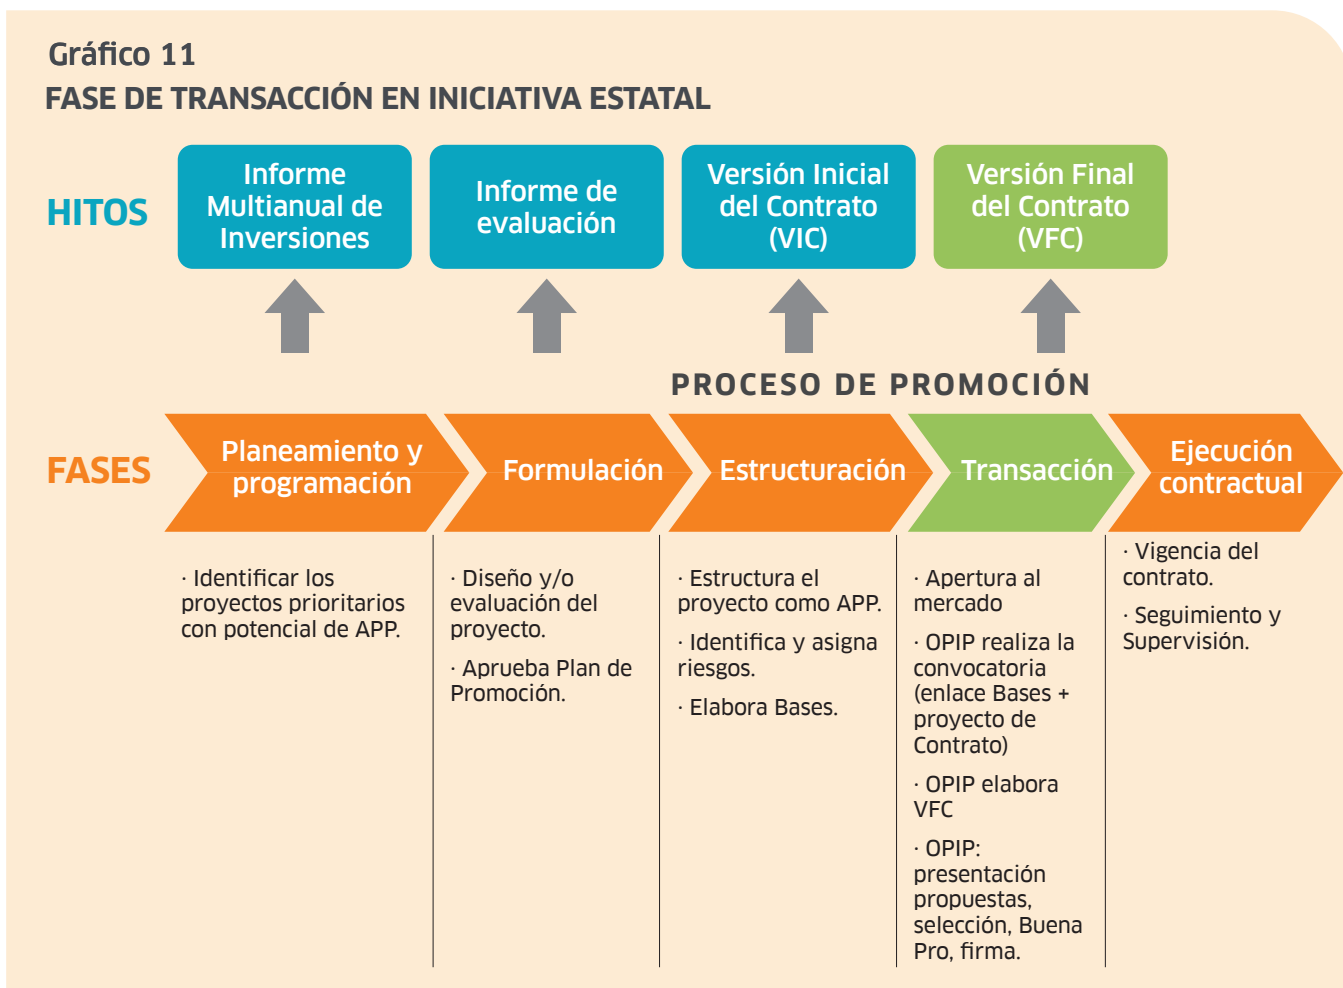 Gráfico 11
FASE DE TRANSACCIÓN EN INICIATIVA ESTATAL
HITOS
Informe
Multianual de
Inversiones
Informe de
evaluación
Versión Inicial
del Contrato
(VIC)
Versión Final
del Contrato
(VFC)
PROCESO DE PROMOCIÓN
FASES
Planeamiento y
programación
Formulación
Estructuración
Transacción
Ejecución
contractual
· Identificar los
proyectos prioritarios
con potencial de APP.
· Diseño y/o
evaluación del
proyecto.
· Aprueba Plan de
Promoción.
· Estructura el
proyecto como APP.
· Identifica y asigna
riesgos.
· Elabora Bases.
· Apertura al
mercado
· OPIP realiza la
convocatoria
(enlace Bases +
proyecto de
Contrato)
· OPIP elabora
VFC
· OPIP:
presentación
propuestas,
selección, Buena
Pro, firma.
· Vigencia del
contrato.
· Seguimiento y
Supervisión.